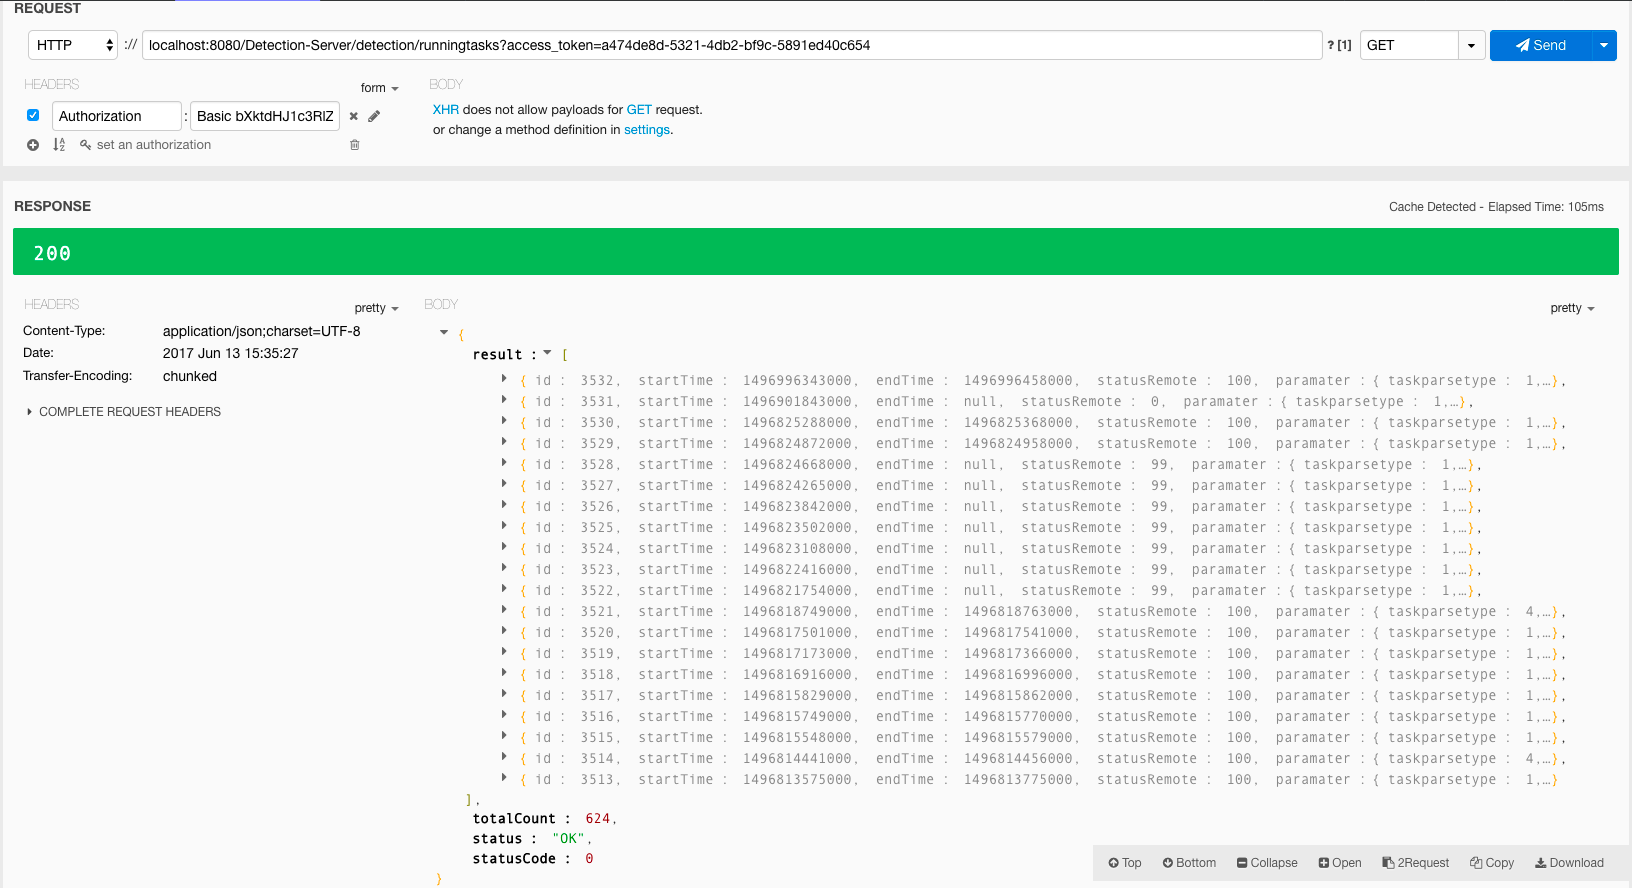 REQUEST
HTTP :// localhost:8080/Detection-Server/detection/runningtasks?access_token=a474de8d-5321-4db2-bf9c-5891ed40c654 ? [1] GET Send
HEADERS form BODY
XHR does not allow payloads for GET request.
Authorization : Basic bXktdHJ1c3RlZ
or change a method definition in settings.
set an authorization
RESPONSE Cache Detected - Elapsed Time: 105ms
200
HEADERS pretty BODY pretty
Content-Type: application/json;charset=UTF-8
Date: 2017 Jun 13 15:35:27
Transfer-Encoding: chunked
COMPLETE REQUEST HEADERS
{
result : [
{ id : 3532, startTime : 1496996343000, endTime : 1496996458000, statusRemote : 100, paramater : { taskparsetype : 1,…},
{ id : 3531, startTime : 1496901843000, endTime : null, statusRemote : 0, paramater : { taskparsetype : 1,…},
{ id : 3530, startTime : 1496825288000, endTime : 1496825368000, statusRemote : 100, paramater : { taskparsetype : 1,…},
{ id : 3529, startTime : 1496824872000, endTime : 1496824958000, statusRemote : 100, paramater : { taskparsetype : 1,…},
{ id : 3528, startTime : 1496824668000, endTime : null, statusRemote : 99, paramater : { taskparsetype : 1,…},
{ id : 3527, startTime : 1496824265000, endTime : null, statusRemote : 99, paramater : { taskparsetype : 1,…},
{ id : 3526, startTime : 1496823842000, endTime : null, statusRemote : 99, paramater : { taskparsetype : 1,…},
{ id : 3525, startTime : 1496823502000, endTime : null, statusRemote : 99, paramater : { taskparsetype : 1,…},
{ id : 3524, startTime : 1496823108000, endTime : null, statusRemote : 99, paramater : { taskparsetype : 1,…},
{ id : 3523, startTime : 1496822416000, endTime : null, statusRemote : 99, paramater : { taskparsetype : 1,…},
{ id : 3522, startTime : 1496821754000, endTime : null, statusRemote : 99, paramater : { taskparsetype : 1,…},
{ id : 3521, startTime : 1496818749000, endTime : 1496818763000, statusRemote : 100, paramater : { taskparsetype : 4,…},
{ id : 3520, startTime : 1496817501000, endTime : 1496817541000, statusRemote : 100, paramater : { taskparsetype : 1,…},
{ id : 3519, startTime : 1496817173000, endTime : 1496817366000, statusRemote : 100, paramater : { taskparsetype : 1,…},
{ id : 3518, startTime : 1496816916000, endTime : 1496816996000, statusRemote : 100, paramater : { taskparsetype : 1,…},
{ id : 3517, startTime : 1496815829000, endTime : 1496815862000, statusRemote : 100, paramater : { taskparsetype : 1,…},
{ id : 3516, startTime : 1496815749000, endTime : 1496815770000, statusRemote : 100, paramater : { taskparsetype : 1,…},
{ id : 3515, startTime : 1496815548000, endTime : 1496815579000, statusRemote : 100, paramater : { taskparsetype : 1,…},
{ id : 3514, startTime : 1496814441000, endTime : 1496814456000, statusRemote : 100, paramater : { taskparsetype : 4,…},
{ id : 3513, startTime : 1496813575000, endTime : 1496813775000, statusRemote : 100, paramater : { taskparsetype : 1,…}
],
totalCount : 624,
status : "OK",
statusCode : 0
}
Top Bottom Collapse Open 2Request Copy Download